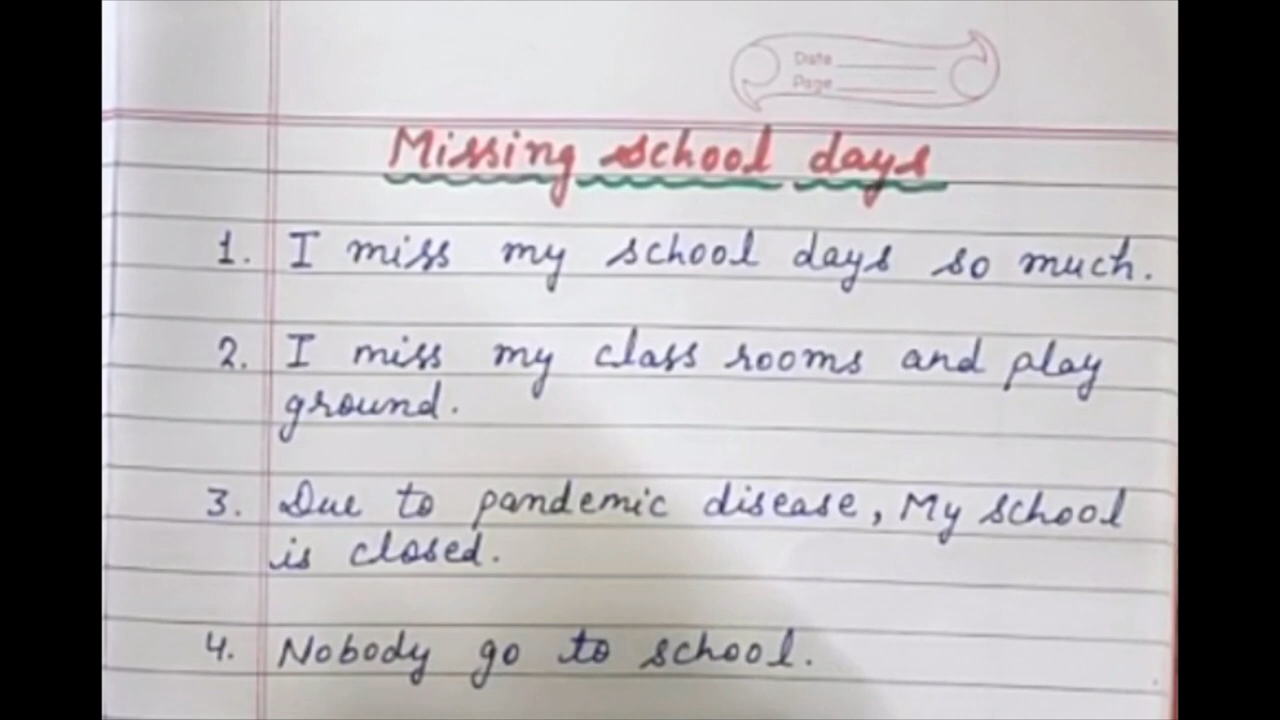 Date
Page
Missing school days
1. I miss my school days so much.
2. I miss my class rooms and play
ground.
3. Due to pandemic disease, My school
is closed.
4. Nobody go to school.